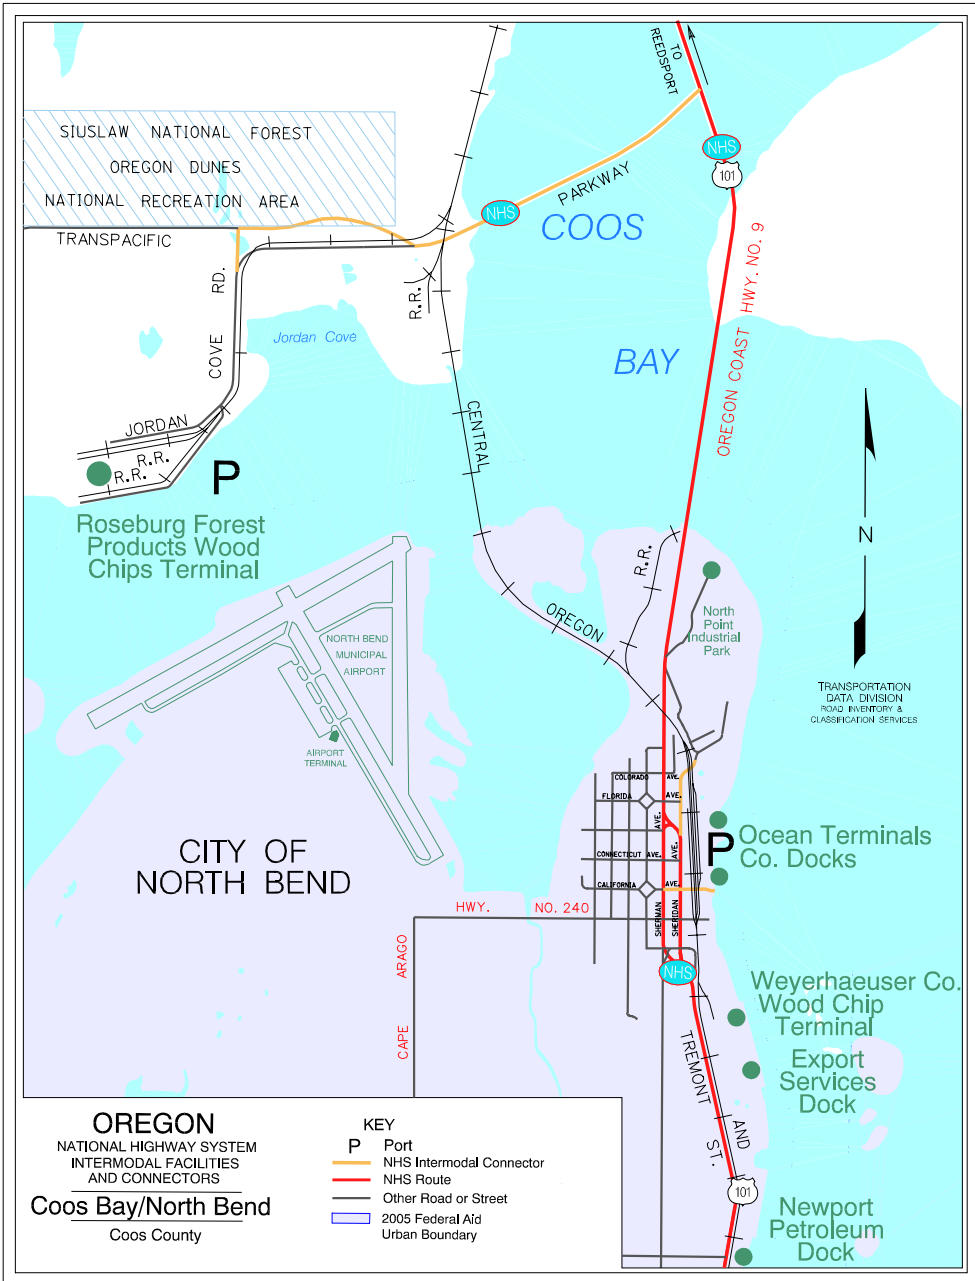 TO
REEDSPORT
NHS
101
SIUSLAW NATIONAL FOREST
OREGON DUNES
NATIONAL RECREATION AREA
TRANSPACIFIC
PARKWAY
NHS
COOS
BAY
OREGON COAST HWY. NO. 9
RD.
COVE
JORDAN
R.R.
Jordan Cove
CENTRAL
OREGON
R.R.
R.R.
R.R.
P
Roseburg Forest
Products Wood
Chips Terminal
N
TRANSPORTATION
DATA DIVISION
ROAD INVENTORY &
CLASSIFICATION SERVICES
North
Point
Industrial
Park
NORTH BEND
MUNICIPAL
AIRPORT
AIRPORT
TERMINAL
CITY OF
NORTH BEND
COLORADO AVE.
FLORIDA AVE.
CONNECTICUT AVE.
CALIFORNIA AVE.
AVE.
AVE.
SHERMAN
SHERIDAN
P
Ocean Terminals
Co. Docks
HWY. NO. 240
CAPE ARAGO
NHS
Weyerhaeuser Co.
Wood Chip
Terminal
Export
Services
Dock
TREMONT
ST.
AND
101
Newport
Petroleum
Dock
OREGON
NATIONAL HIGHWAY SYSTEM
INTERMODAL FACILITIES
AND CONNECTORS
Coos Bay/North Bend
Coos County
KEY
P Port
NHS Intermodal Connector
NHS Route
Other Road or Street
2005 Federal Aid
Urban Boundary